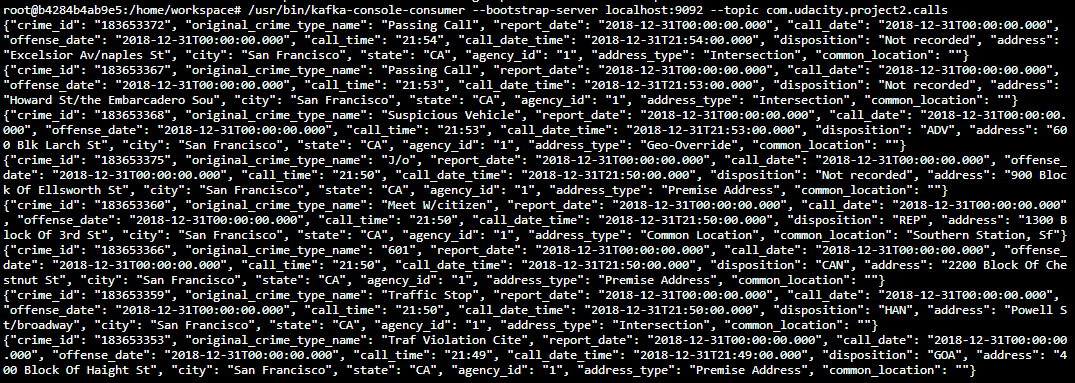 root@b4284b4ab9e5:/home/workspace# /usr/bin/kafka-console-consumer --bootstrap-server localhost:9092 --topic com.udacity.project2.calls
{"crime_id": "183653372", "original_crime_type_name": "Passing Call", "report_date": "2018-12-31T00:00:00.000", "call_date": "2018-12-31T00:00:00.000",
"offense_date": "2018-12-31T00:00:00.000", "call_time": "21:54", "call_date_time": "2018-12-31T21:54:00.000", "disposition": "Not recorded", "address":
"Excelsior Av/naples St", "city": "San Francisco", "state": "CA", "agency_id": "1", "address_type": "Intersection", "common_location": ""}
{"crime_id": "183653367", "original_crime_type_name": "Passing Call", "report_date": "2018-12-31T00:00:00.000", "call_date": "2018-12-31T00:00:00.000",
"offense_date": "2018-12-31T00:00:00.000", "call_time": "21:53", "call_date_time": "2018-12-31T21:53:00.000", "disposition": "Not recorded", "address":
"Howard St/the Embarcadero Sou", "city": "San Francisco", "state": "CA", "agency_id": "1", "address_type": "Intersection", "common_location": ""}
{"crime_id": "183653368", "original_crime_type_name": "Suspicious Vehicle", "report_date": "2018-12-31T00:00:00.000", "call_date": "2018-12-31T00:00:00.
000", "offense_date": "2018-12-31T00:00:00.000", "call_time": "21:53", "call_date_time": "2018-12-31T21:53:00.000", "disposition": "ADV", "address": "60
0 Blk Larch St", "city": "San Francisco", "state": "CA", "agency_id": "1", "address_type": "Geo-Override", "common_location": ""}
{"crime_id": "183653375", "original_crime_type_name": "J/o", "report_date": "2018-12-31T00:00:00.000", "call_date": "2018-12-31T00:00:00.000", "offense_
date": "2018-12-31T00:00:00.000", "call_time": "21:50", "call_date_time": "2018-12-31T21:50:00.000", "disposition": "Not recorded", "address": "900 Bloc
k Of Ellsworth St", "city": "San Francisco", "state": "CA", "agency_id": "1", "address_type": "Premise Address", "common_location": ""}
{"crime_id": "183653360", "original_crime_type_name": "Meet W/citizen", "report_date": "2018-12-31T00:00:00.000", "call_date": "2018-12-31T00:00:00.000"
, "offense_date": "2018-12-31T00:00:00.000", "call_time": "21:50", "call_date_time": "2018-12-31T21:50:00.000", "disposition": "REP", "address": "1300 B
lock Of 3rd St", "city": "San Francisco", "state": "CA", "agency_id": "1", "address_type": "Common Location", "common_location": "Southern Station, Sf"}
{"crime_id": "183653366", "original_crime_type_name": "601", "report_date": "2018-12-31T00:00:00.000", "call_date": "2018-12-31T00:00:00.000", "offense_
date": "2018-12-31T00:00:00.000", "call_time": "21:50", "call_date_time": "2018-12-31T21:50:00.000", "disposition": "CAN", "address": "2200 Block Of Che
stnut St", "city": "San Francisco", "state": "CA", "agency_id": "1", "address_type": "Premise Address", "common_location": ""}
{"crime_id": "183653359", "original_crime_type_name": "Traffic Stop", "report_date": "2018-12-31T00:00:00.000", "call_date": "2018-12-31T00:00:00.000",
"offense_date": "2018-12-31T00:00:00.000", "call_time": "21:50", "call_date_time": "2018-12-31T21:50:00.000", "disposition": "HAN", "address": "Powell S
t/broadway", "city": "San Francisco", "state": "CA", "agency_id": "1", "address_type": "Intersection", "common_location": ""}
{"crime_id": "183653353", "original_crime_type_name": "Traf Violation Cite", "report_date": "2018-12-31T00:00:00.000", "call_date": "2018-12-31T00:00:00
.000", "offense_date": "2018-12-31T00:00:00.000", "call_time": "21:49", "call_date_time": "2018-12-31T21:49:00.000", "disposition": "GOA", "address": "4
00 Block Of Haight St", "city": "San Francisco", "state": "CA", "agency_id": "1", "address_type": "Premise Address", "common_location": ""}